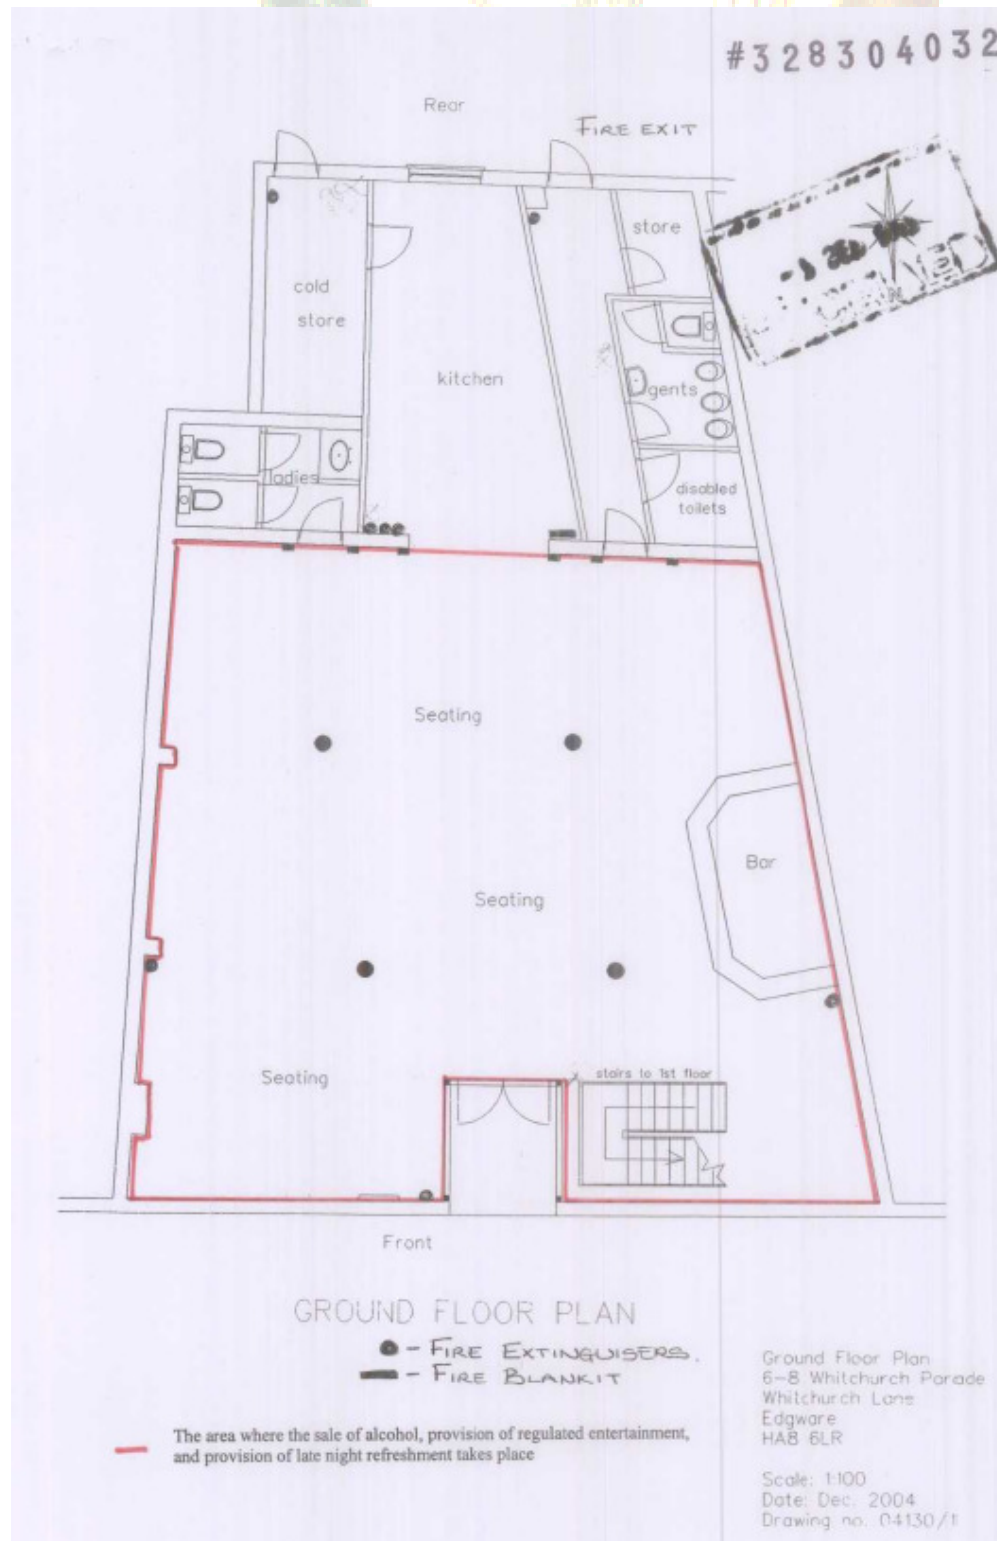 #328304032
Rear
FIRE EXIT
store
cold
store
kitchen
gents
ladies
disabled
toilets
Seating
Bar
Seating
Seating
stairs to 1st floor
Front
GROUND FLOOR PLAN
- FIRE EXTINGUISERS.
- FIRE BLANKIT
The area where the sale of alcohol, provision of regulated entertainment,
and provision of late night refreshment takes place
Ground Floor Plan
6-8 Whitchurch Parade
Whitchurch Lane
Edgware
HA8 6LR
Scale: 1:100
Date: Dec. 2004
Drawing no. 04130/1